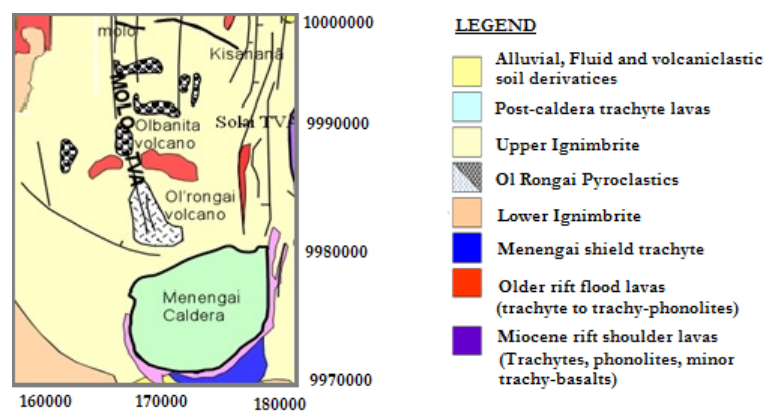 molo
Kisanana
MOLO TVA
Olbanita
volcano
Solai TVA
Ol'rongai
volcano
Menengai
Caldera
10000000
9990000
9980000
9970000
160000
170000
180000
LEGEND
Alluvial, Fluid and volcaniclastic
soil derivatices
Post-caldera trachyte lavas
Upper Ignimbrite
Ol Rongai Pyroclastics
Lower Ignimbrite
Menengai shield trachyte
Older rift flood lavas
(trachyte to trachy-phonolites)
Miocene rift shoulder lavas
(Trachytes, phonolites, minor
trachy-basalts)